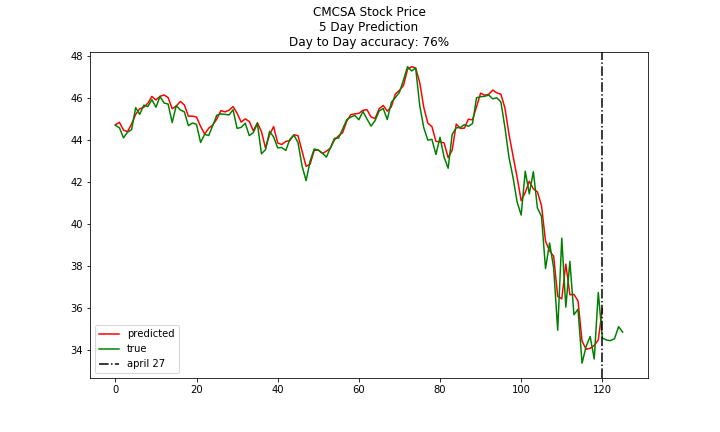 CMCSA Stock Price
5 Day Prediction
Day to Day accuracy: 76%
48
46
44
42
40
38
36
34
predicted
true
april 27
0
20
40
60
80
100
120